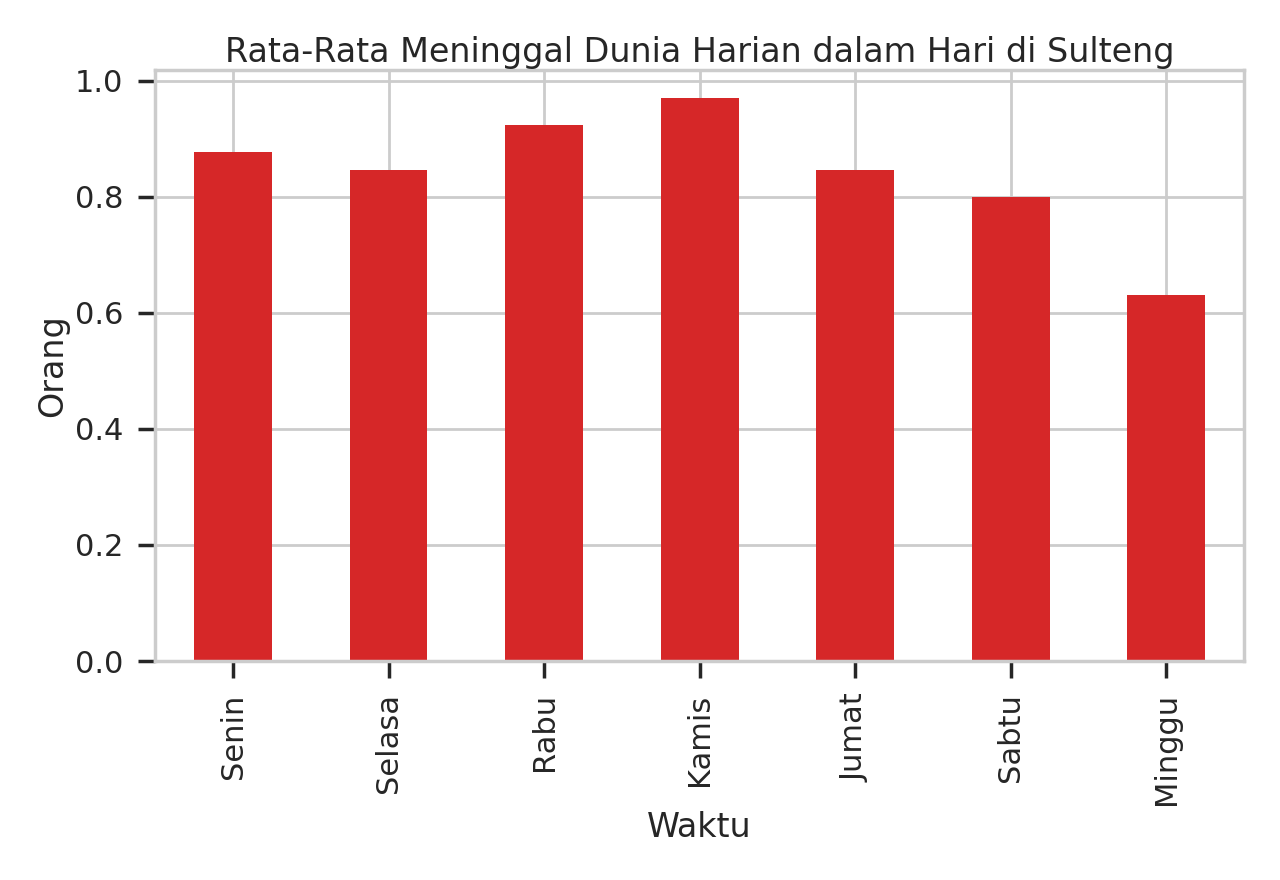 Rata-Rata Meninggal Dunia Harian dalam Hari di Sulteng
1.0
0.8
0.6
0.4
0.2
0.0
Orang
Senin
Selasa
Rabu
Kamis
Jumat
Sabtu
Minggu
Waktu